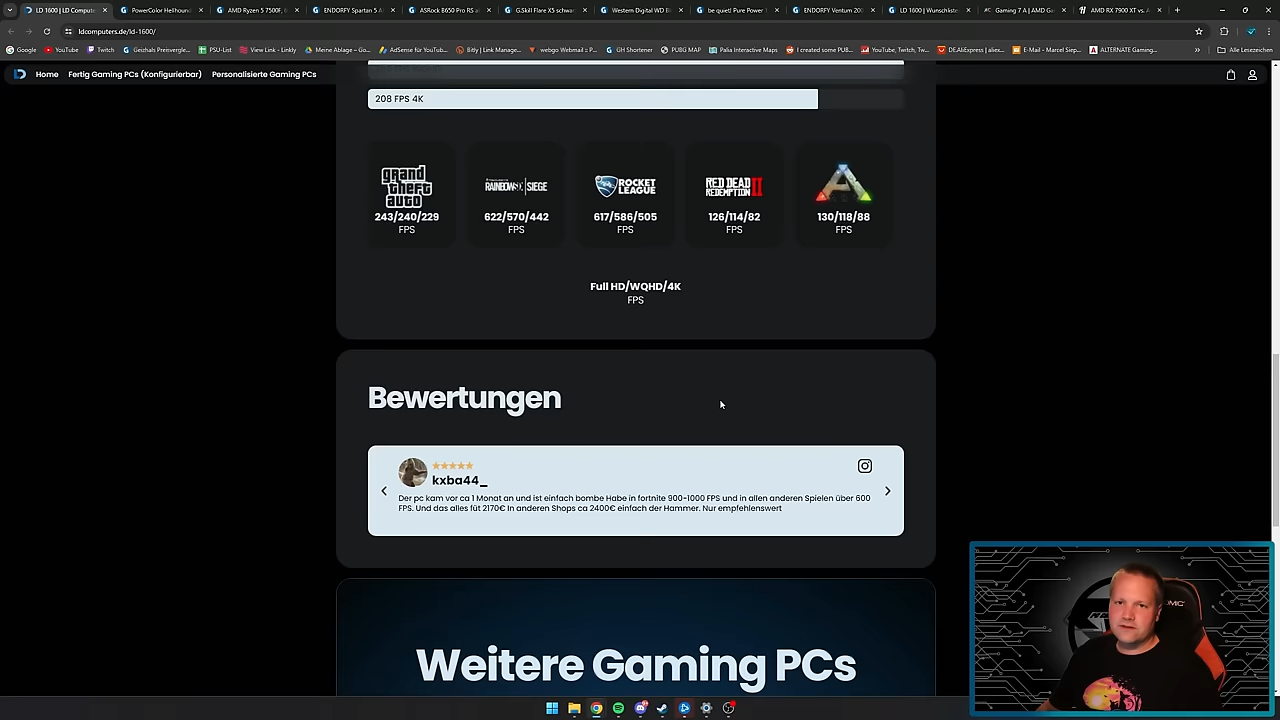 LD 1600 | LD Compute
PowerColor Hellhound
AMD Ryzen 5 7500F, 6
ENDORFY Spartan 5 A
ASRock B650 Pro RS a
G.Skill Flare X5 schwa
Western Digital WD B
be quiet! Pure Power 1
ENDORFY Ventum 200
LD 1600 | Wunschliste
Gaming 7 A | AMD Ga
AMD RX 7900 XT vs. A
ldcomputers.de/ld-1600/
Google
YouTube
Twitch
Geizhals Preisvergle...
PSU-List
View Link - Linkly
Meine Ablage – Go...
AdSense für YouTub...
Bitly | Link Manage...
webgo Webmail :: P...
GH Shortener
PUBG MAP
Palia Interactive Maps
I created some PUB...
YouTube, Twitch, Tw...
DE.AliExpress | aliex...
E-Mail – Marcel Siep...
ALTERNATE Gaming...
Alle Lesezeichen
Home
Fertig Gaming PCs (Konfigurierbar)
Personalisierte Gaming PCs
208 FPS 4K
grand theft auto
RAINBOW SIEGE
ROCKET LEAGUE
RED DEAD REDEMPTION II
243/240/229
622/570/442
617/586/505
126/114/82
130/118/88
FPS
FPS
FPS
FPS
FPS
Full HD/WQHD/4K
FPS
Bewertungen
kxba44_
Der pc kam vor ca 1 Monat an und ist einfach bombe Habe in fortnite 900-1000 FPS und in allen anderen Spielen über 600
FPS. Und das alles füt 2170€ In anderen Shops ca 2400€ einfach der Hammer. Nur empfehlenswert
Weitere Gaming PCs